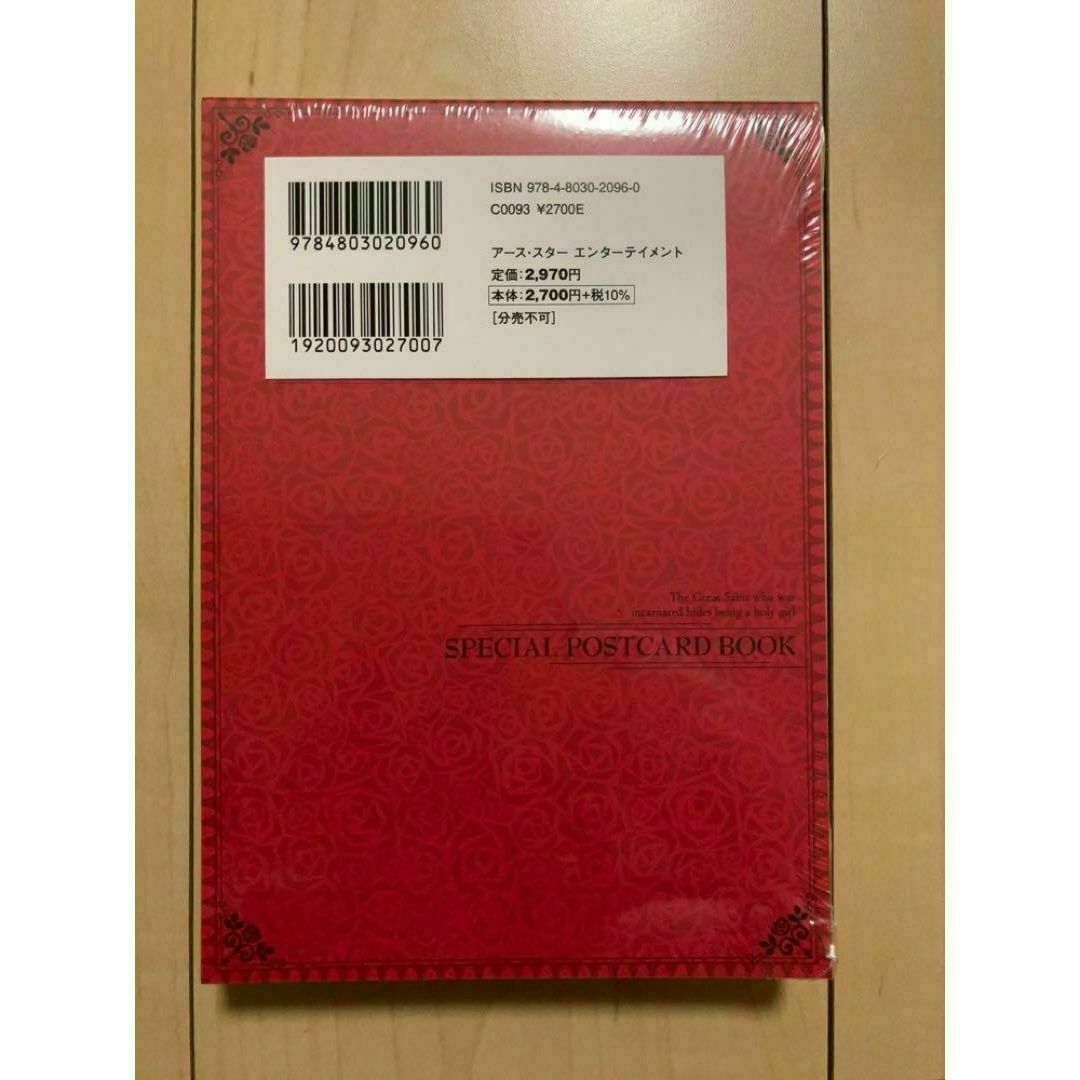 ISBN 978-4-8030-2096-0
C0093 ¥2700E
9784803020960
アース・スター エンターテイメント
定価：2,970円
本体：2,700円+税10%
[分売不可]
1920093027007
The Great Saint who was
incarnated hides being a holy girl
SPECIAL POSTCARD BOOK